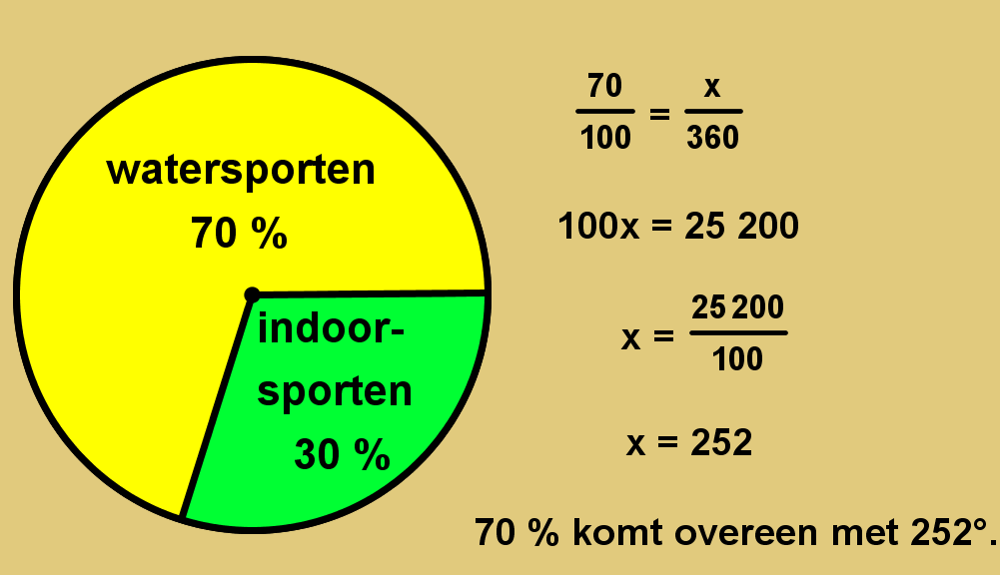 watersporten
70 %
indoor-
sporten
30 %
70/100 = x/360
100x = 25 200
x = 25 200/100
x = 252
70 % komt overeen met 252°.